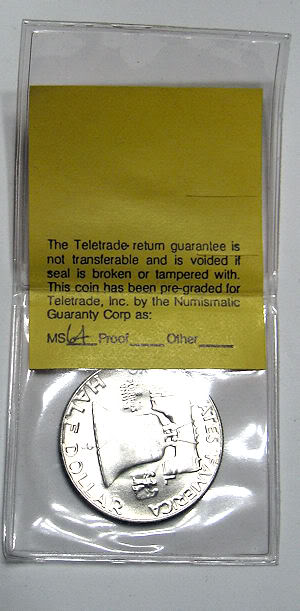 The Teletrade return guarantee is
not transferable and is voided if
seal is broken or tampered with.
This coin has been pre-graded for
Teletrade, Inc. by the Numismatic
Guaranty Corp as:
MS 64 Proof____ Other____
HALF DOLLAR
STATES OF AMERICA